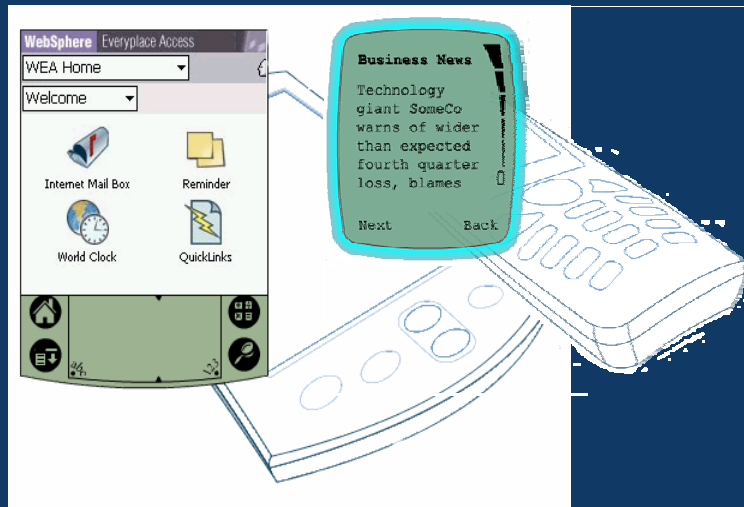 WebSphere Everyplace Access
WEA Home
Welcome
Internet Mail Box
Reminder
World Clock
QuickLinks
123
Business News
Technology
giant SomeCo
warns of wider
than expected
fourth quarter
loss, blames
Next Back